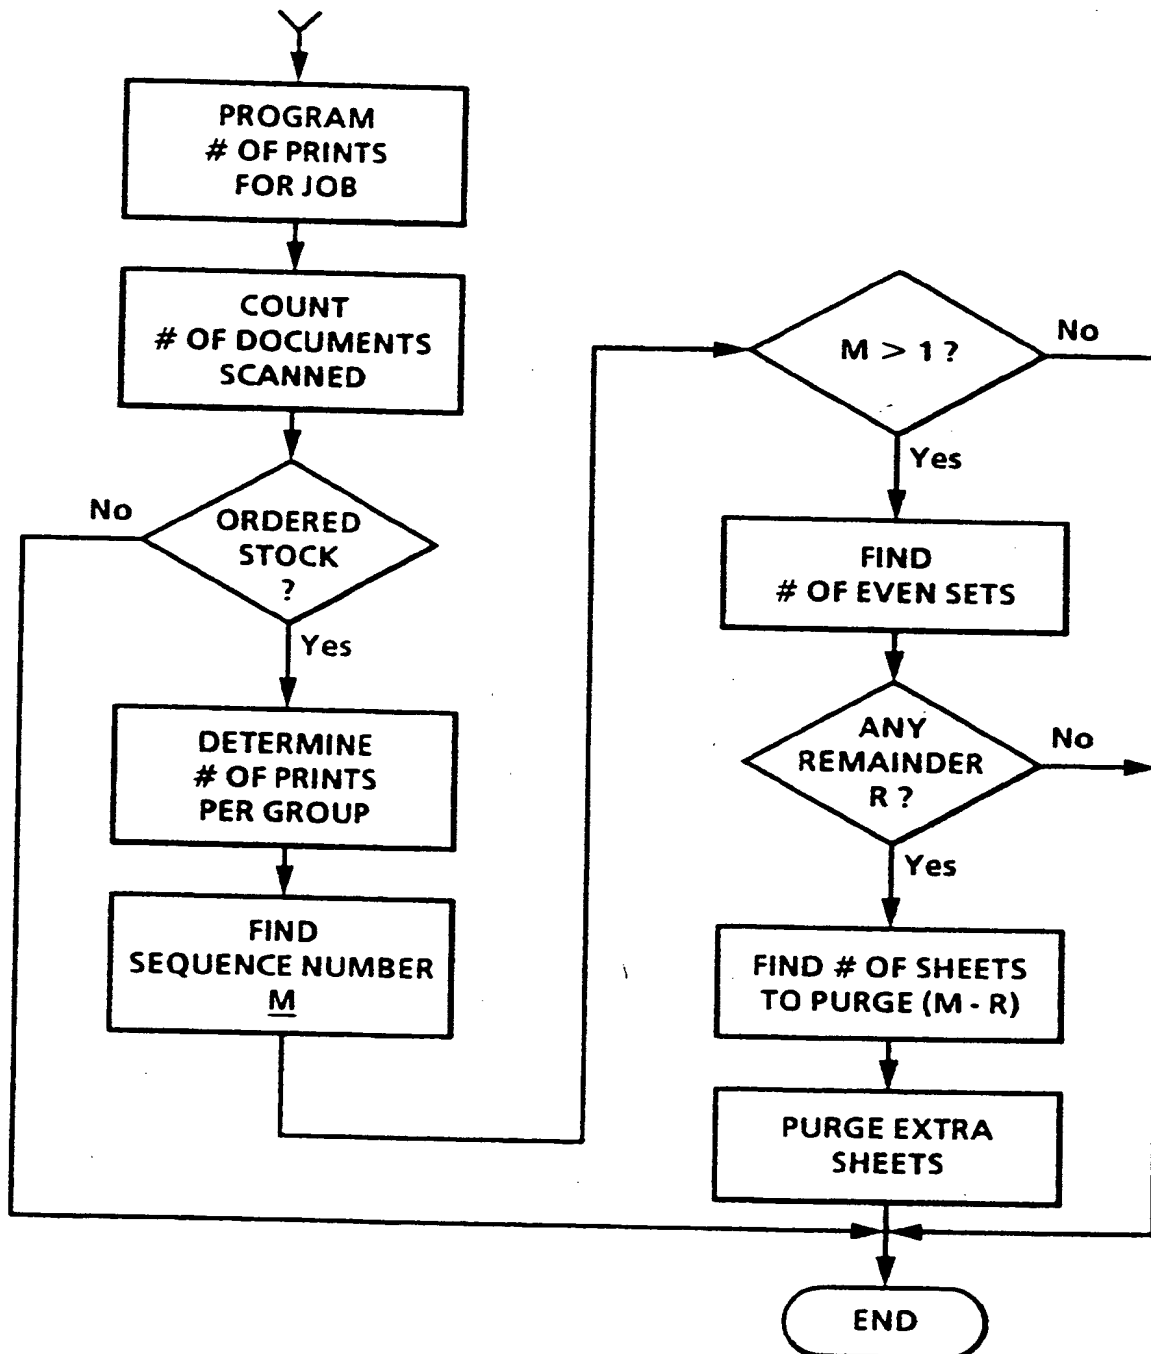 PROGRAM
# OF PRINTS
FOR JOB
COUNT
# OF DOCUMENTS
SCANNED
No
ORDERED
STOCK
?
Yes
DETERMINE
# OF PRINTS
PER GROUP
FIND
SEQUENCE NUMBER
M
M > 1 ?
No
Yes
FIND
# OF EVEN SETS
ANY
REMAINDER
R ?
No
Yes
FIND # OF SHEETS
TO PURGE (M - R)
PURGE EXTRA
SHEETS
END